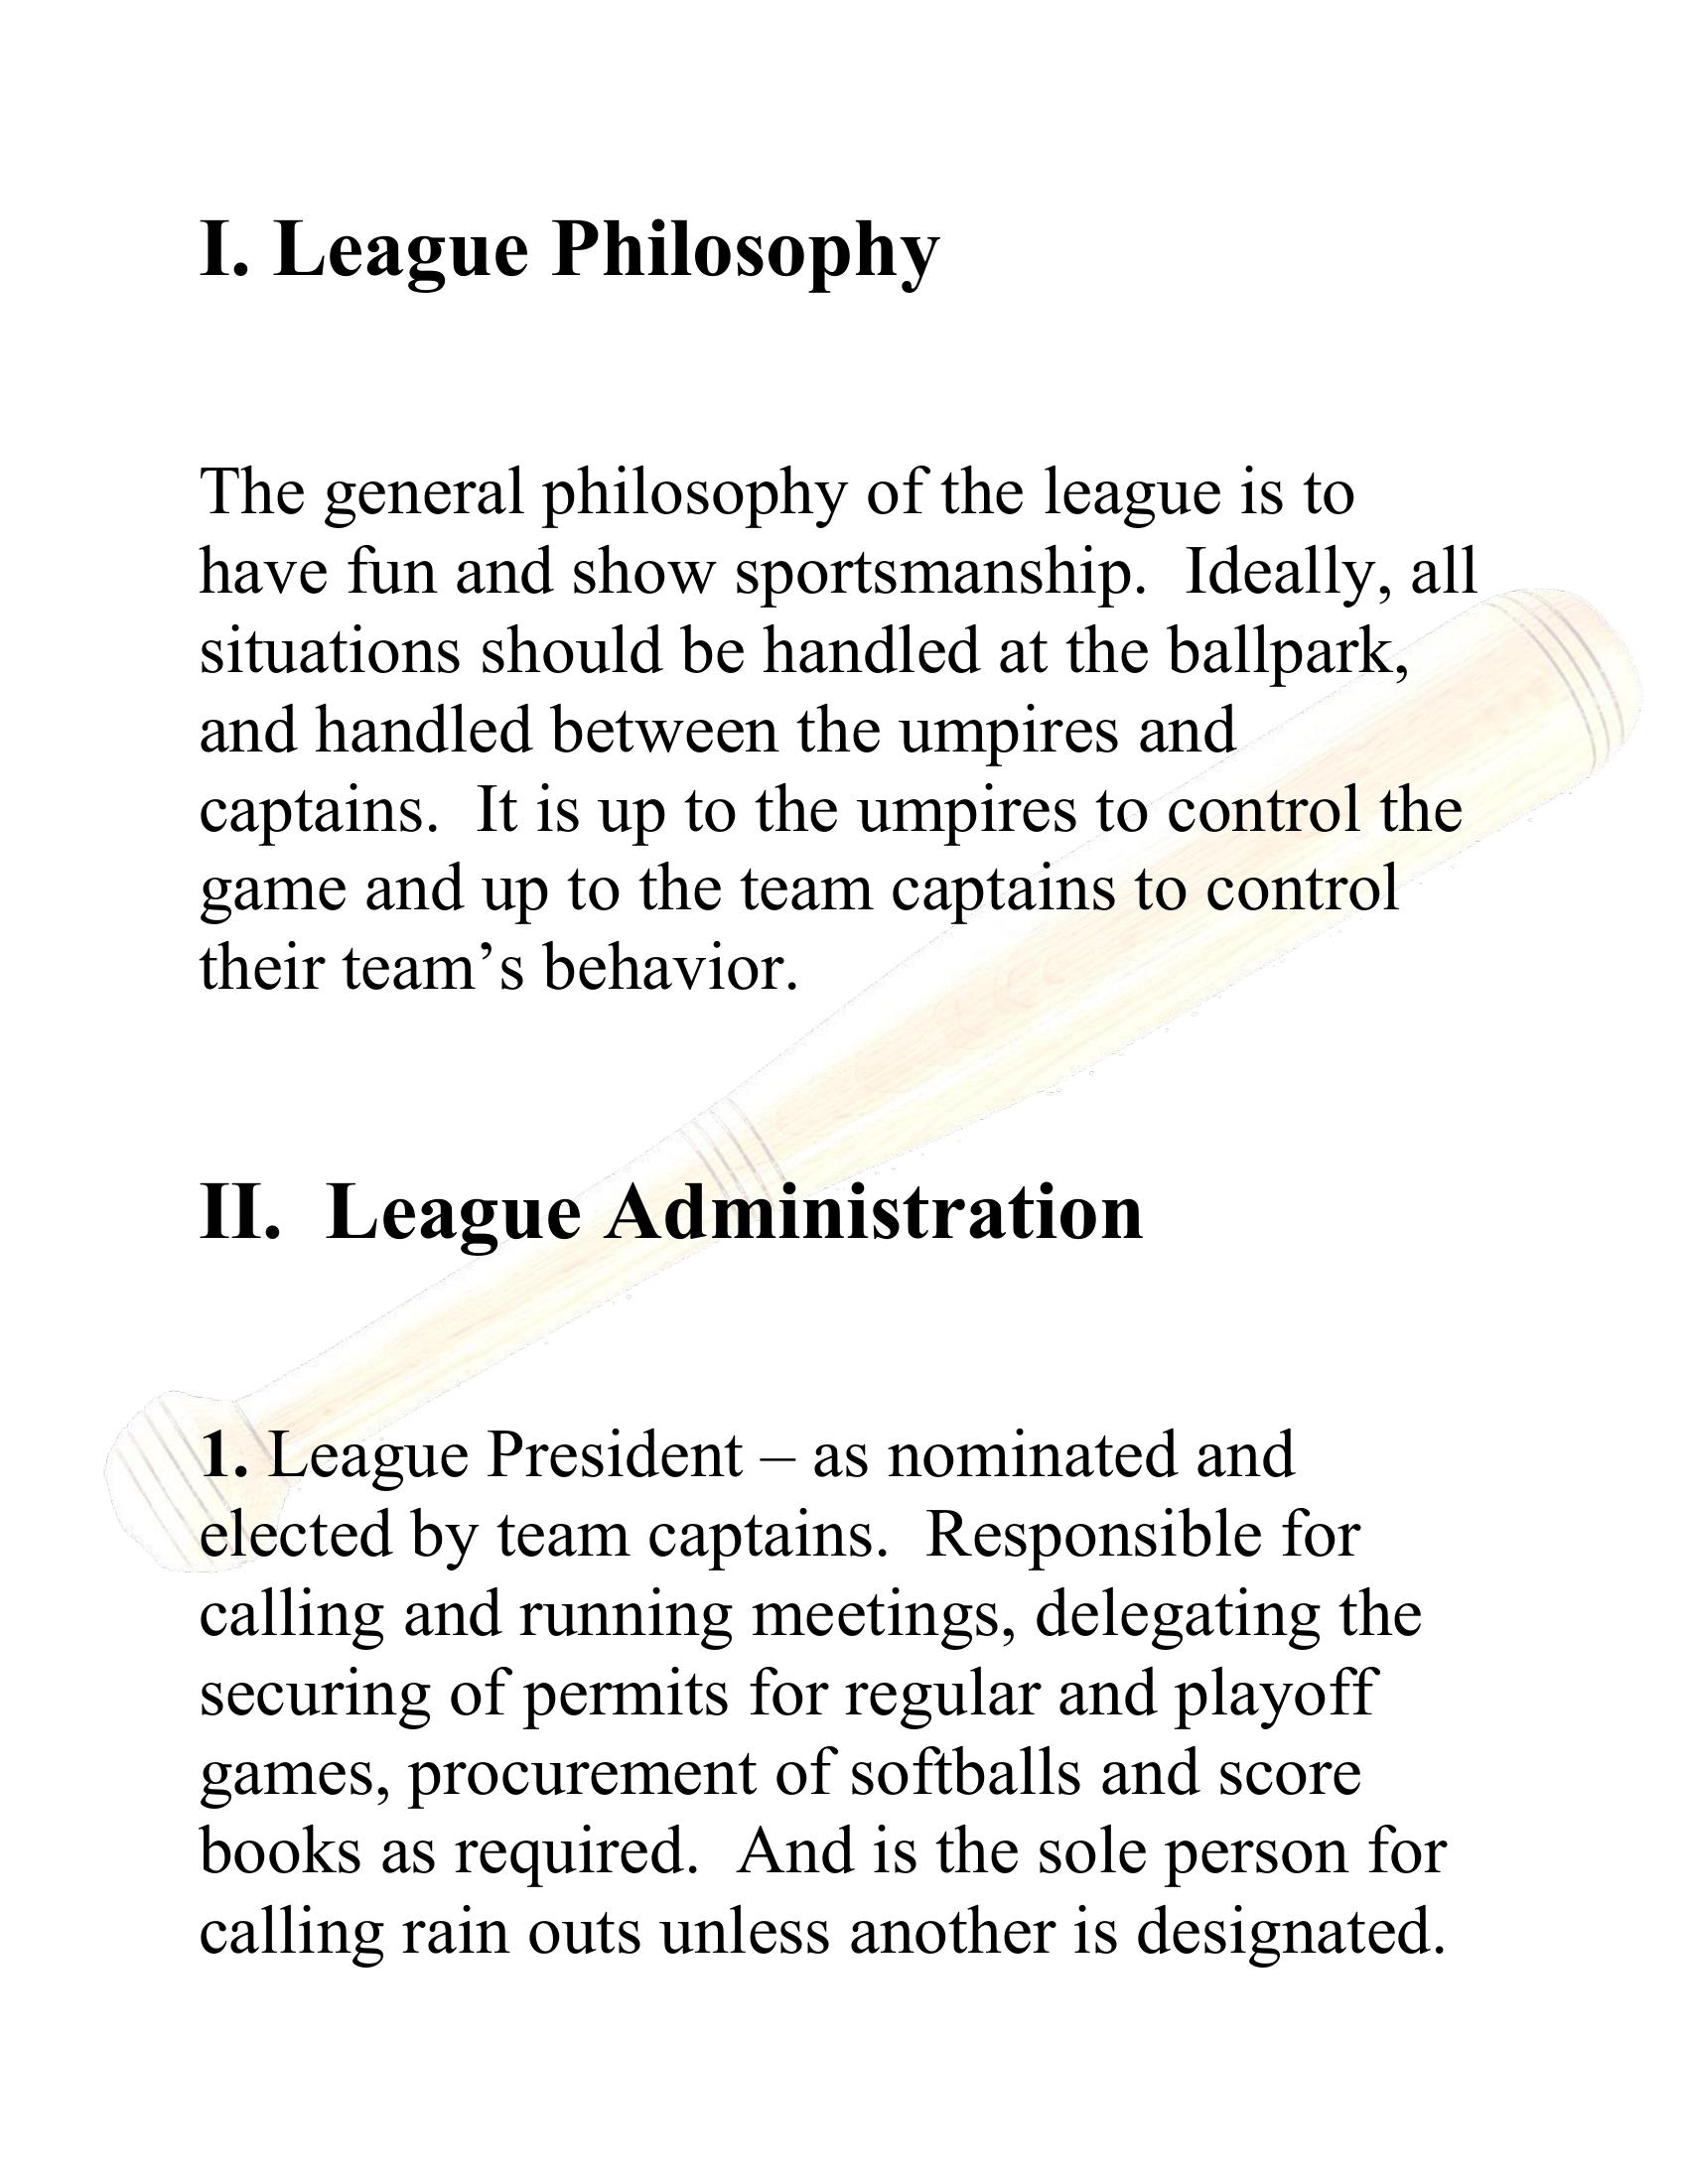 I. League Philosophy
The general philosophy of the league is to
have fun and show sportsmanship.  Ideally, all
situations should be handled at the ballpark,
and handled between the umpires and
captains.  It is up to the umpires to control the
game and up to the team captains to control
their team’s behavior.
II.  League Administration
1. League President – as nominated and
elected by team captains.  Responsible for
calling and running meetings, delegating the
securing of permits for regular and playoff
games, procurement of softballs and score
books as required.  And is the sole person for
calling rain outs unless another is designated.